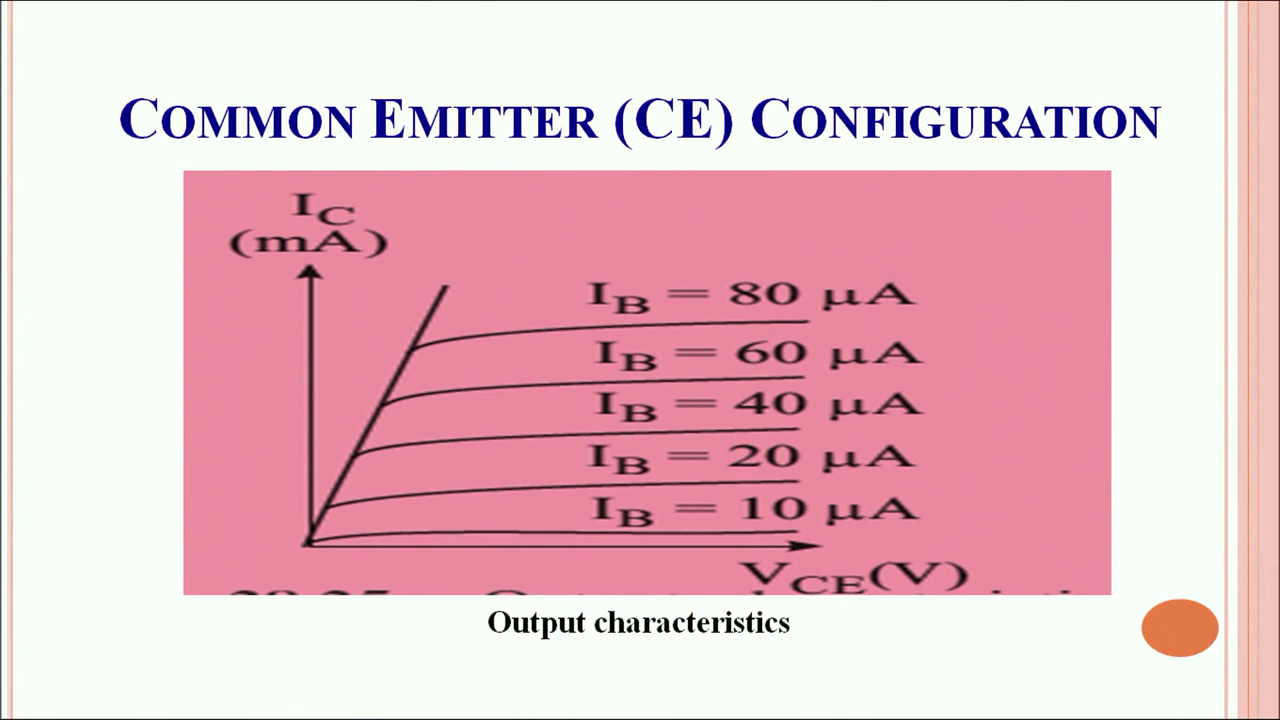 COMMON EMITTER (CE) CONFIGURATION
I_C
(mA)
I_B = 80 μA
I_B = 60 μA
I_B = 40 μA
I_B = 20 μA
I_B = 10 μA
V_CE(V)
Output characteristics